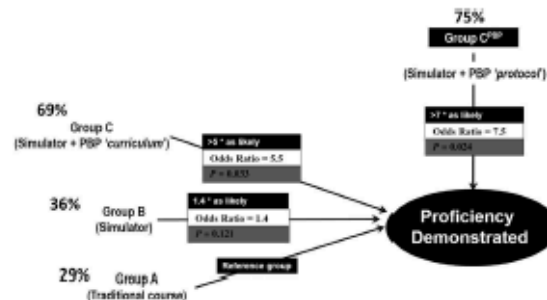 75%
Group C^PBP
(Simulator + PBP 'protocol')
>7 * as likely
Odds Ratio = 7.5
P = 0.024
69%
Group C
(Simulator + PBP 'curriculum')
>5 * as likely
Odds Ratio = 5.5
P = 0.033
36%
Group B
(Simulator)
1.4 * as likely
Odds Ratio = 1.4
P = 0.121
Proficiency
Demonstrated
Reference group
29%
Group A
(Traditional course)